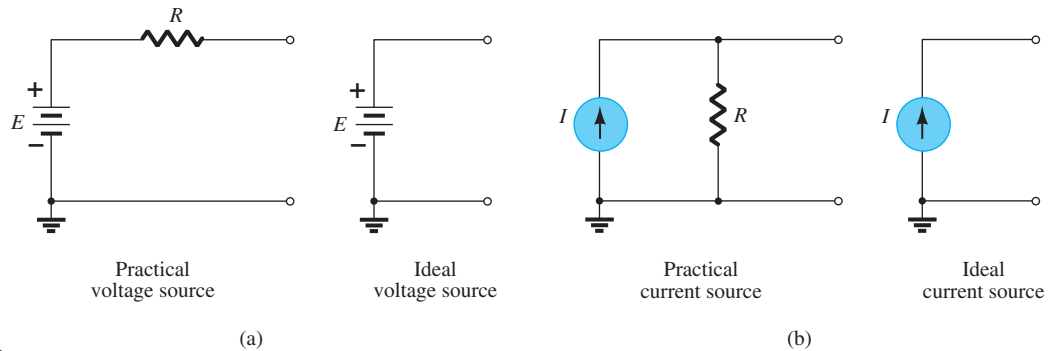 R
+
E
−
Practical
voltage source
+
E
−
Ideal
voltage source
(a)
I
R
Practical
current source
I
Ideal
current source
(b)